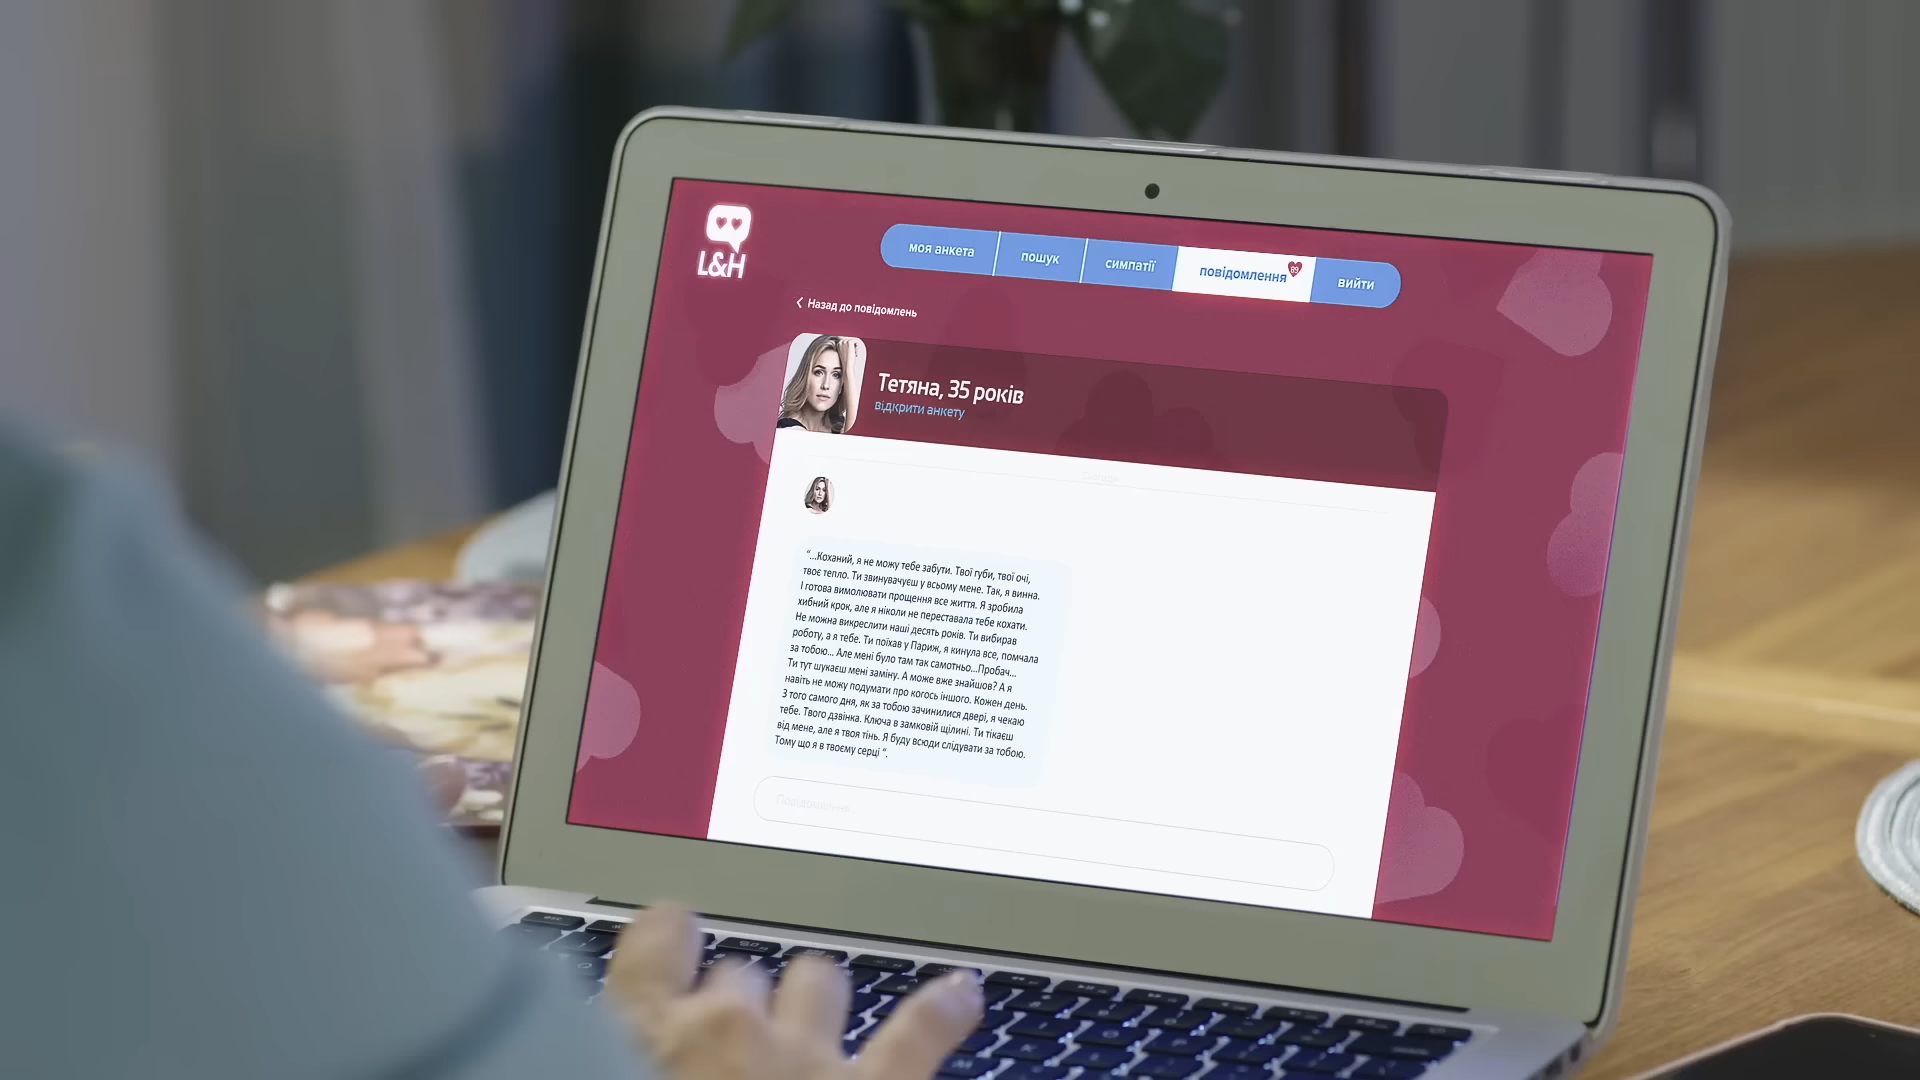 L&H
моя анкета
пошук
симпатії
повідомлення
89
вийти
Назад до повідомлень
Тетяна, 35 років
відкрити анкету
“...Коханий, я не можу тебе забути. Твої губи, твої очі,
твоє тепло. Ти звинувачуєш у всьому мене. Так, я винна.
І готова вимолювати прощення все життя. Я зробила
хибний крок, але я ніколи не переставала тебе кохати.
Не можна викреслити наші десять років. Ти вибирав
роботу, а я тебе. Ти поїхав у Париж, я кинула все, помчала
за тобою... Але мені було там так самотньо...Пробач...
Ти тут шукаєш мені заміну. А може вже знайшов? А я
навіть не можу подумати про когось іншого. Кожен день.
З того самого дня, як за тобою зачинилися двері, я чекаю
тебе. Твого дзвінка. Ключа в замковій щілині. Ти тікаєш
від мене, але я твоя тінь. Я буду всюди слідувати за тобою.
Тому що я в твоєму серці “.
Повідомлення